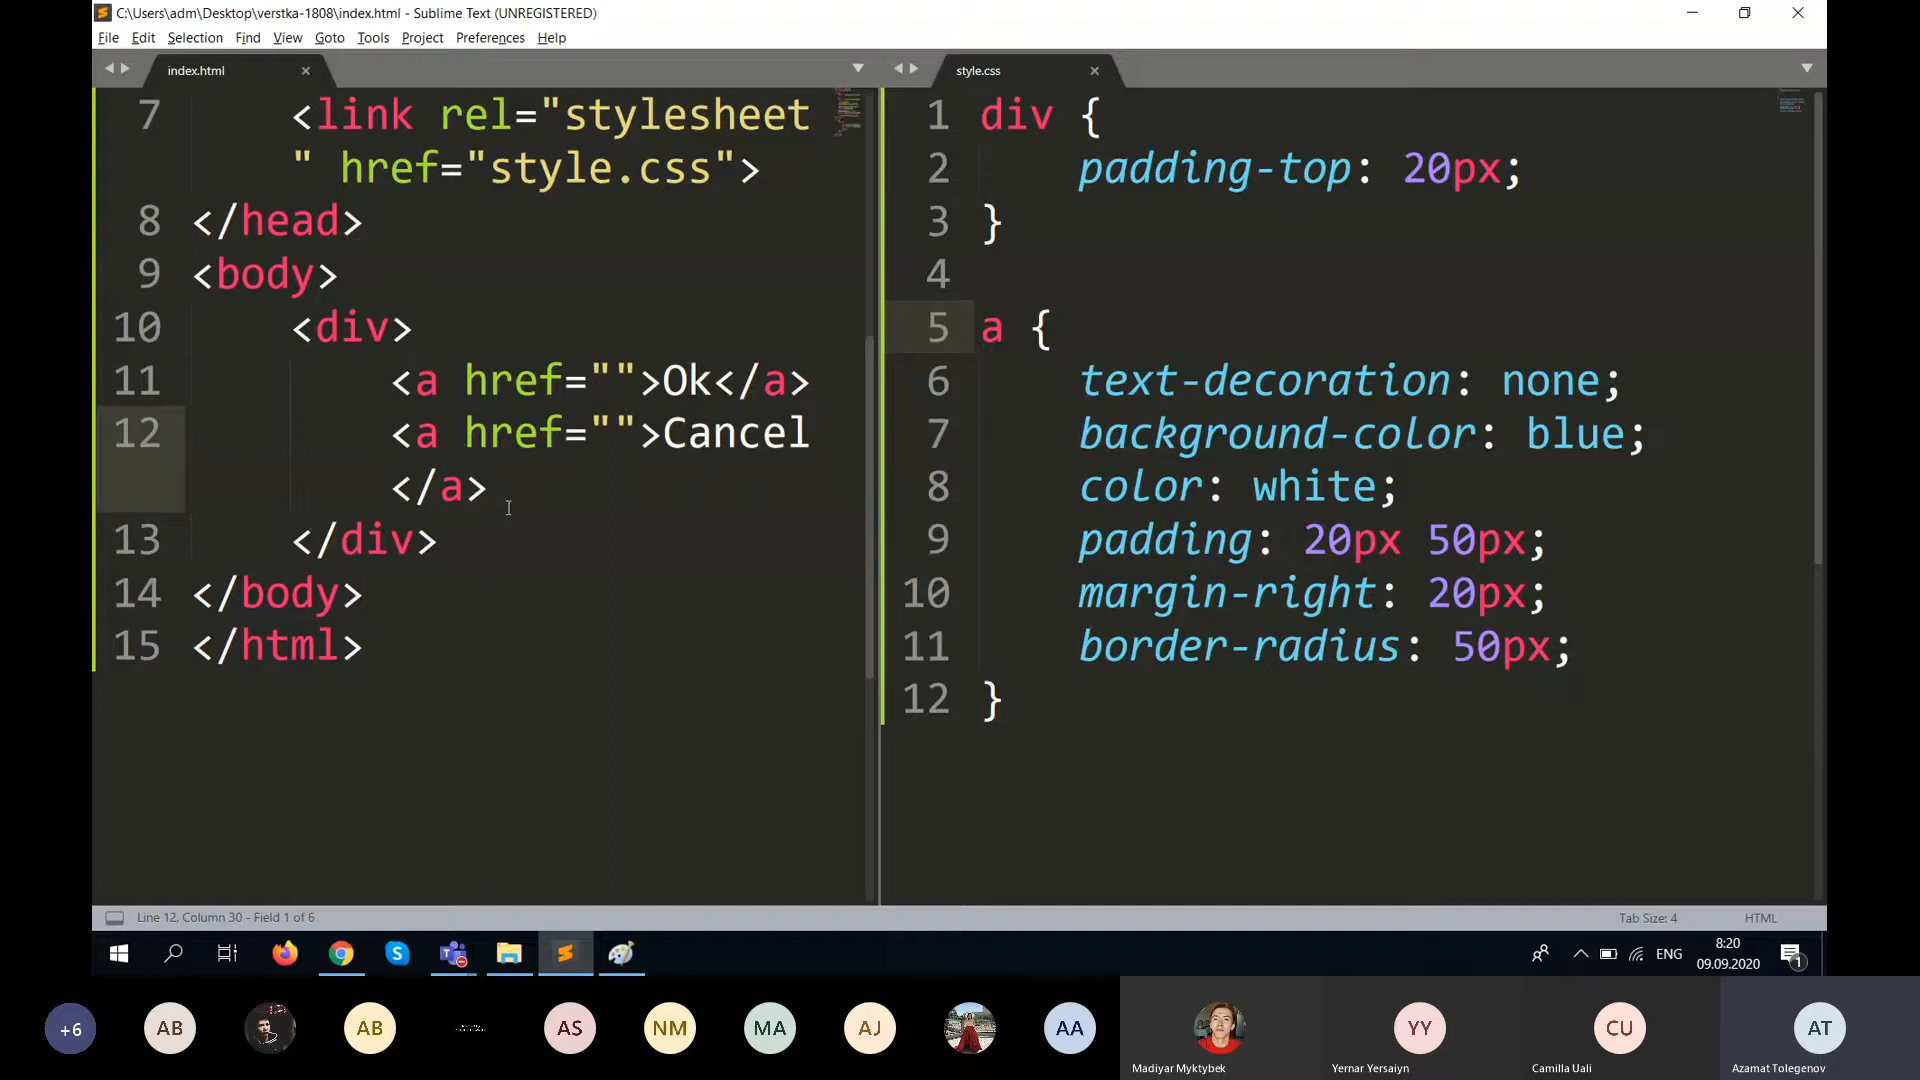 C:\Users\adm\Desktop\verstka-1808\index.html - Sublime Text (UNREGISTERED)
File Edit Selection Find View Goto Tools Project Preferences Help
index.html
7 <link rel="stylesheet
" href="style.css">
8 </head>
9 <body>
10 <div>
11 <a href="">Ok</a>
12 <a href="">Cancel
</a>
13 </div>
14 </body>
15 </html>
style.css
1 div {
2 padding-top: 20px;
3 }
4
5 a {
6 text-decoration: none;
7 background-color: blue;
8 color: white;
9 padding: 20px 50px;
10 margin-right: 20px;
11 border-radius: 50px;
12 }
Line 12, Column 30 - Field 1 of 6
Tab Size: 4
HTML
ENG
8:20
09.09.2020
1
+6
AB
AB
AS
NM
MA
AJ
AA
YY
CU
AT
Madiyar Myktybek
Yernar Yersaiyn
Camilla Uali
Azamat Tolegenov